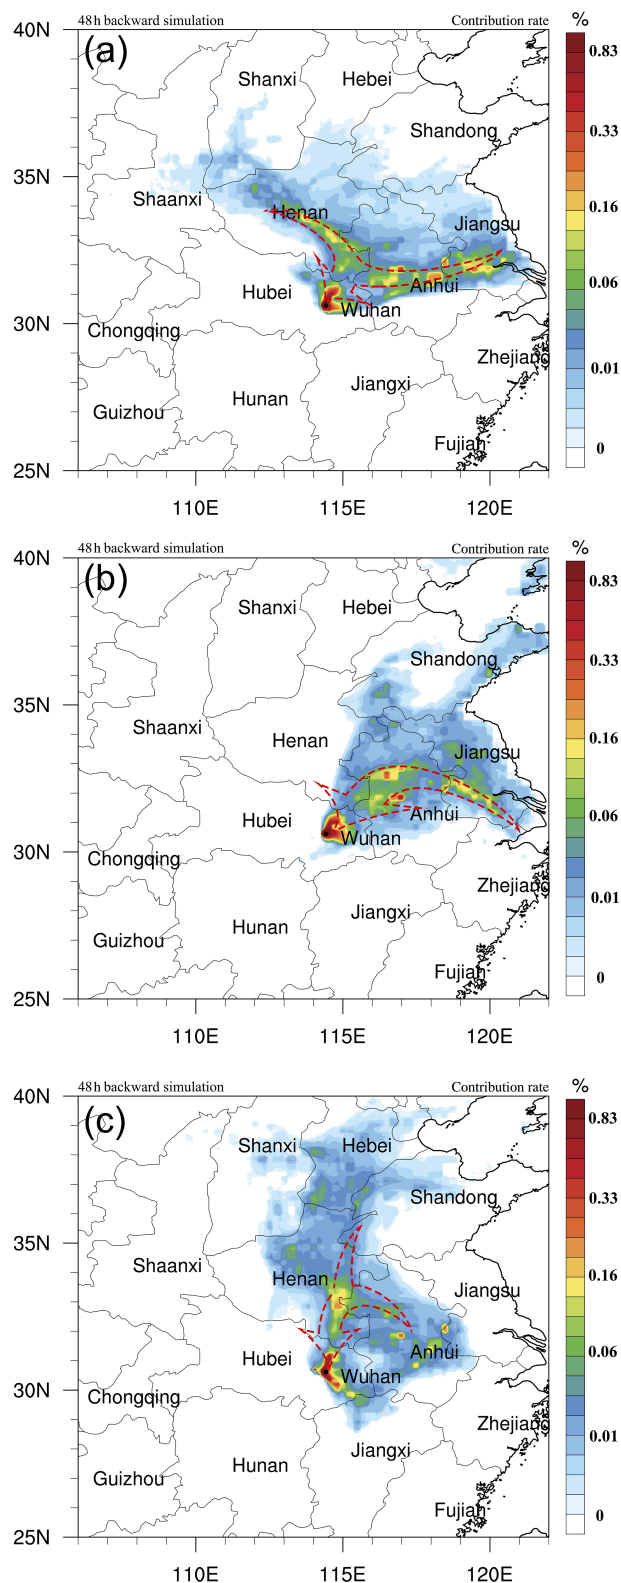 48h backward simulation Contribution rate
%
(a)
40N
0.83
Shanxi Hebei
Shandong
0.33
35N
Shaanxi
Henan
0.16
Jiangsu
0.06
Anhui
Hubei
Wuhan
30N
Chongqing
Zhejiang
0.01
Jiangxi
Hunan
Guizhou
Fujian
0
25N
110E 115E 120E
48h backward simulation Contribution rate
%
(b)
40N
0.83
Shanxi Hebei
Shandong
0.33
35N
Shaanxi
Henan
0.16
Jiangsu
0.06
Anhui
Hubei
Wuhan
30N
Chongqing
Zhejiang
0.01
Jiangxi
Hunan
Guizhou
Fujian
0
25N
110E 115E 120E
48h backward simulation Contribution rate
%
(c)
40N
0.83
Shanxi Hebei
Shandong
0.33
35N
Shaanxi
Henan
0.16
Jiangsu
0.06
Anhui
Hubei
Wuhan
30N
Chongqing
Zhejiang
0.01
Jiangxi
Hunan
Guizhou
Fujian
0
25N
110E 115E 120E